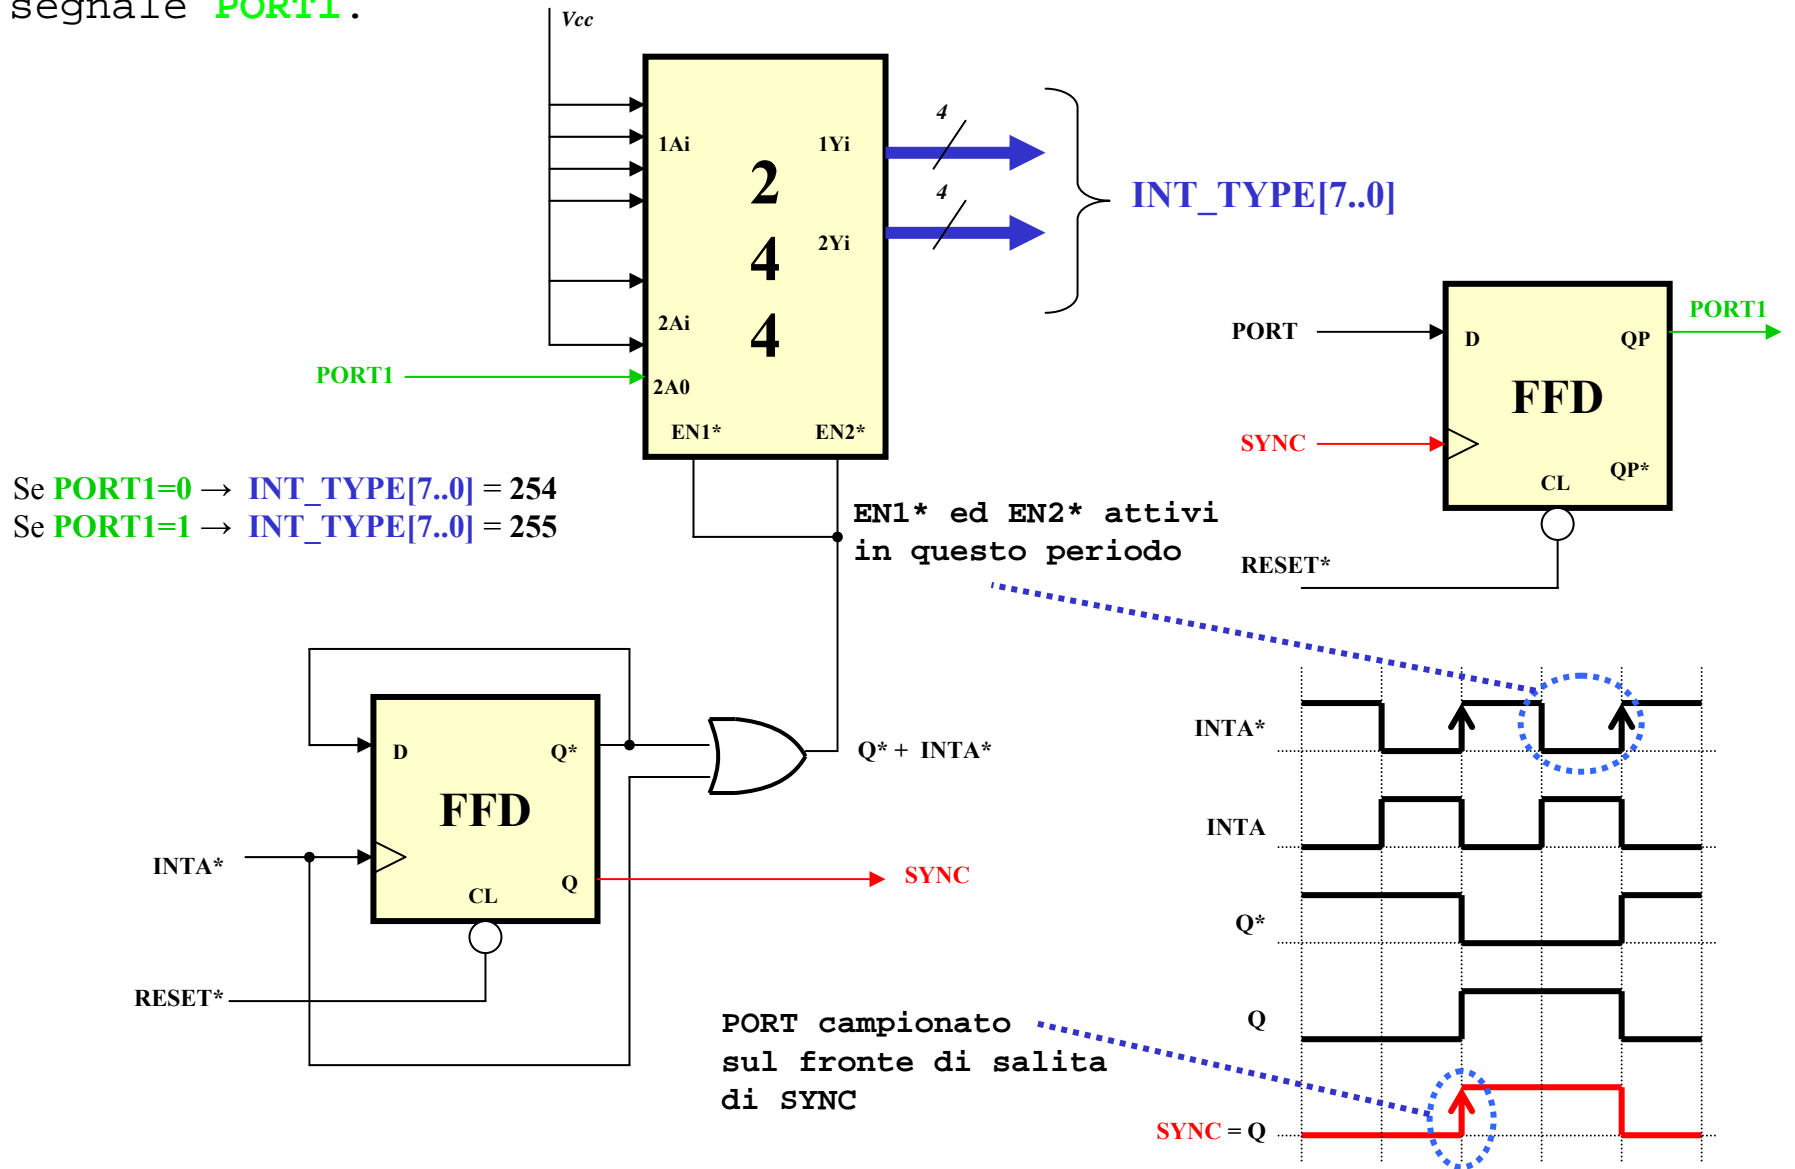 segnale PORT1.
Vcc
1Ai
1Yi
4
2
4
4
4
2Yi
INT_TYPE[7..0]
2Ai
PORT1
2A0
EN1*
EN2*
PORT
D
QP
PORT1
FFD
SYNC
QP*
CL
RESET*
Se PORT1=0 → INT_TYPE[7..0] = 254
Se PORT1=1 → INT_TYPE[7..0] = 255
EN1* ed EN2* attivi
in questo periodo
D
Q*
FFD
INTA*
Q
CL
RESET*
Q* + INTA*
SYNC
INTA*
INTA
Q*
Q
SYNC = Q
PORT campionato
sul fronte di salita
di SYNC